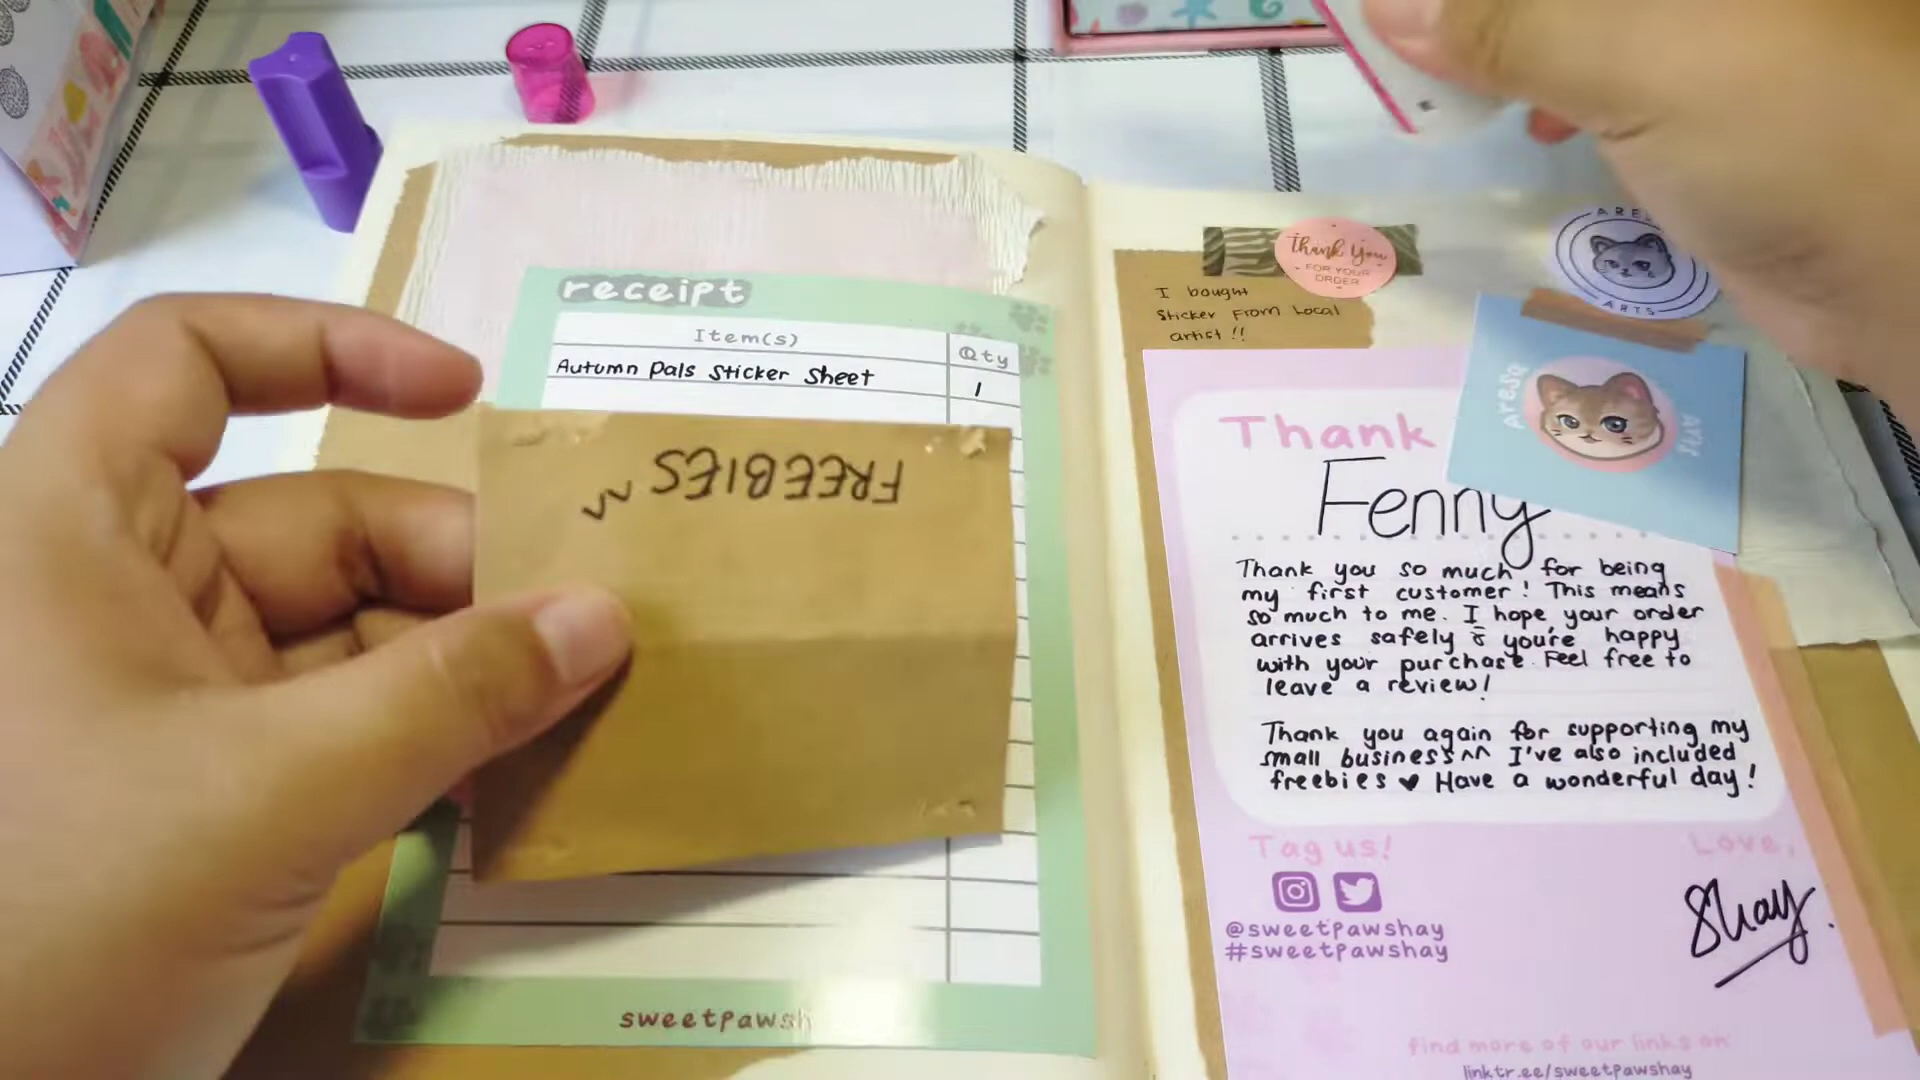 receipt
Item(s)
Qty
Autumn Pals Sticker Sheet
1
FREEBIES ^^
sweetpawsh
Thank You
FOR YOUR
ORDER
I bought
Sticker From Local
artist!!
ARTS
Aresa
Arts
Thank
Fenny
Thank you so much for being
my first customer! This means
so much to me. I hope your order
arrives safely & you're happy
with your purchase. Feel free to
leave a review!
Thank you again for supporting my
small business ^^ I've also included
freebies ♥ Have a wonderful day!
Tag us!
Love,
@sweetpawshay
#sweetpawshay
Shay
find more of our links on
linktr.ee/sweetpawshay